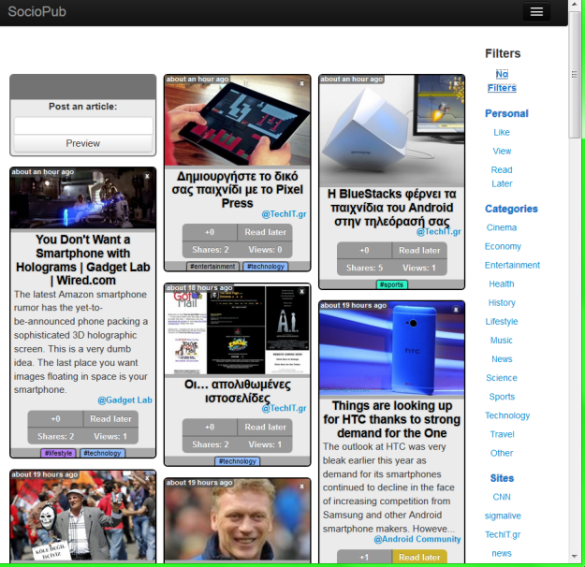 SocioPub
Post an article:
Preview
about an hour ago
x
You Don't Want a
Smartphone with
Holograms | Gadget Lab
| Wired.com
The latest Amazon smartphone
rumor has the yet-to-
be-announced phone packing a
sophisticated 3D holographic
screen. This is a very dumb
idea. The last place you want
images floating in space is your
smartphone.
@Gadget Lab
+0 Read later
Shares: 2 Views: 1
#lifestyle #technology
about 19 hours ago
x
about an hour ago
x
Δημιουργήστε το δικό
σας παιχνίδι με το Pixel
Press
@TechIT.gr
+0 Read later
Shares: 2 Views: 0
#entertainment #technology
about 18 hours ago
x
A.I.
Οι… απολιθωμένες
ιστοσελίδες
@TechIT.gr
+0 Read later
Shares: 2 Views: 1
#technology
about 19 hours ago
x
about an hour ago
x
Η BlueStacks φέρνει τα
παιχνίδια του Android
στην τηλεόρασή σας
@TechIT.gr
+0 Read later
Shares: 5 Views: 1
#sports
about 19 hours ago
x
hTC
Things are looking up
for HTC thanks to strong
demand for the One
The outlook at HTC was very
bleak earlier this year as
demand for its smartphones
continued to decline in the face
of increasing competition from
Samsung and other Android
smartphone makers. Howeve...
@Android Community
+1 Read later
Filters
No
Filters
Personal
Like
View
Read
Later
Categories
Cinema
Economy
Entertainment
Health
History
Lifestyle
Music
News
Science
Sports
Technology
Travel
Other
Sites
CNN
sigmalive
TechIT.gr
news